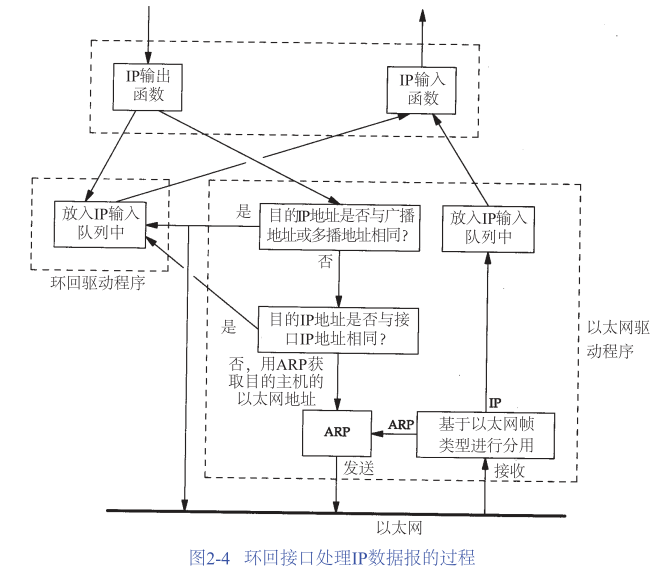 IP输出
函数
IP输入
函数
放入IP输入
队列中
环回驱动程序
是
目的IP地址是否与广播
地址或多播地址相同？
放入IP输入
队列中
否
是
目的IP地址是否与接
口IP地址相同？
以太网驱
动程序
否，用ARP获
取目的主机的
以太网地址
IP
ARP
ARP
基于以太网帧
类型进行分用
发送
接收
以太网
图2-4 环回接口处理IP数据报的过程